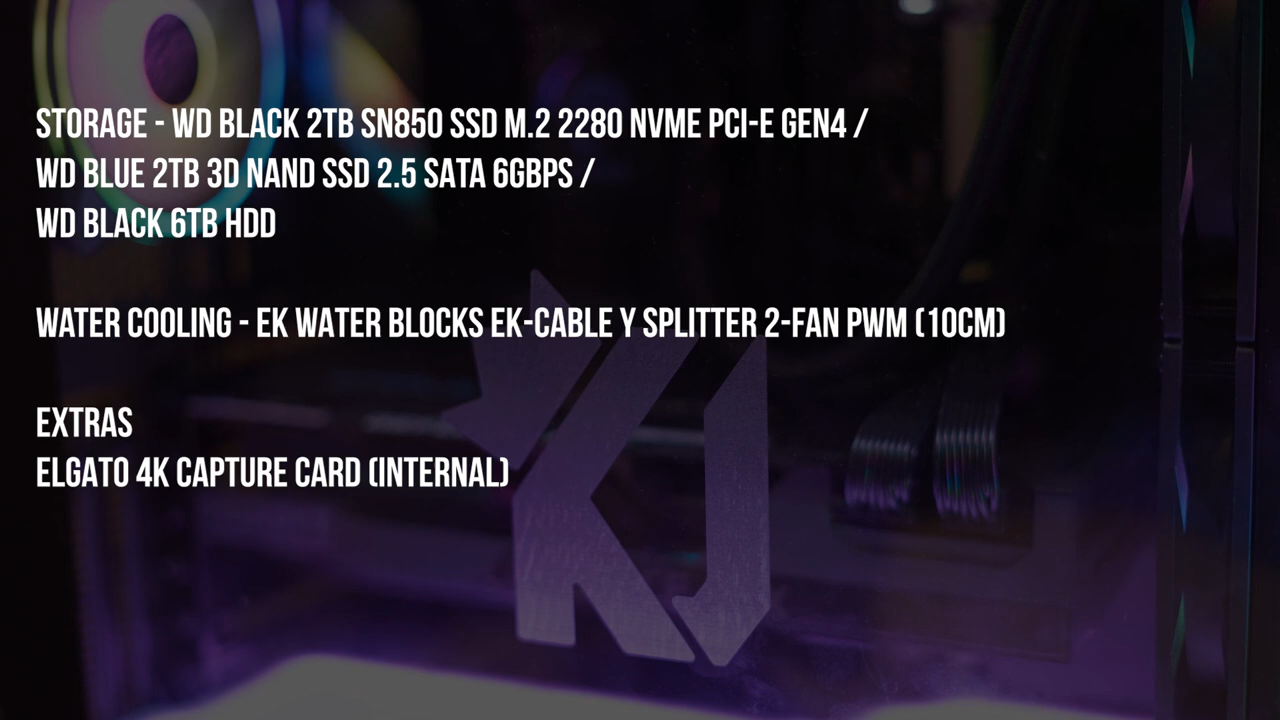 STORAGE - WD BLACK 2TB SN850 SSD M.2 2280 NVME PCI-E GEN4 /
WD BLUE 2TB 3D NAND SSD 2.5 SATA 6GBPS /
WD BLACK 6TB HDD
WATER COOLING - EK WATER BLOCKS EK-CABLE Y SPLITTER 2-FAN PWM (10CM)
EXTRAS
ELGATO 4K CAPTURE CARD (INTERNAL)
KJ